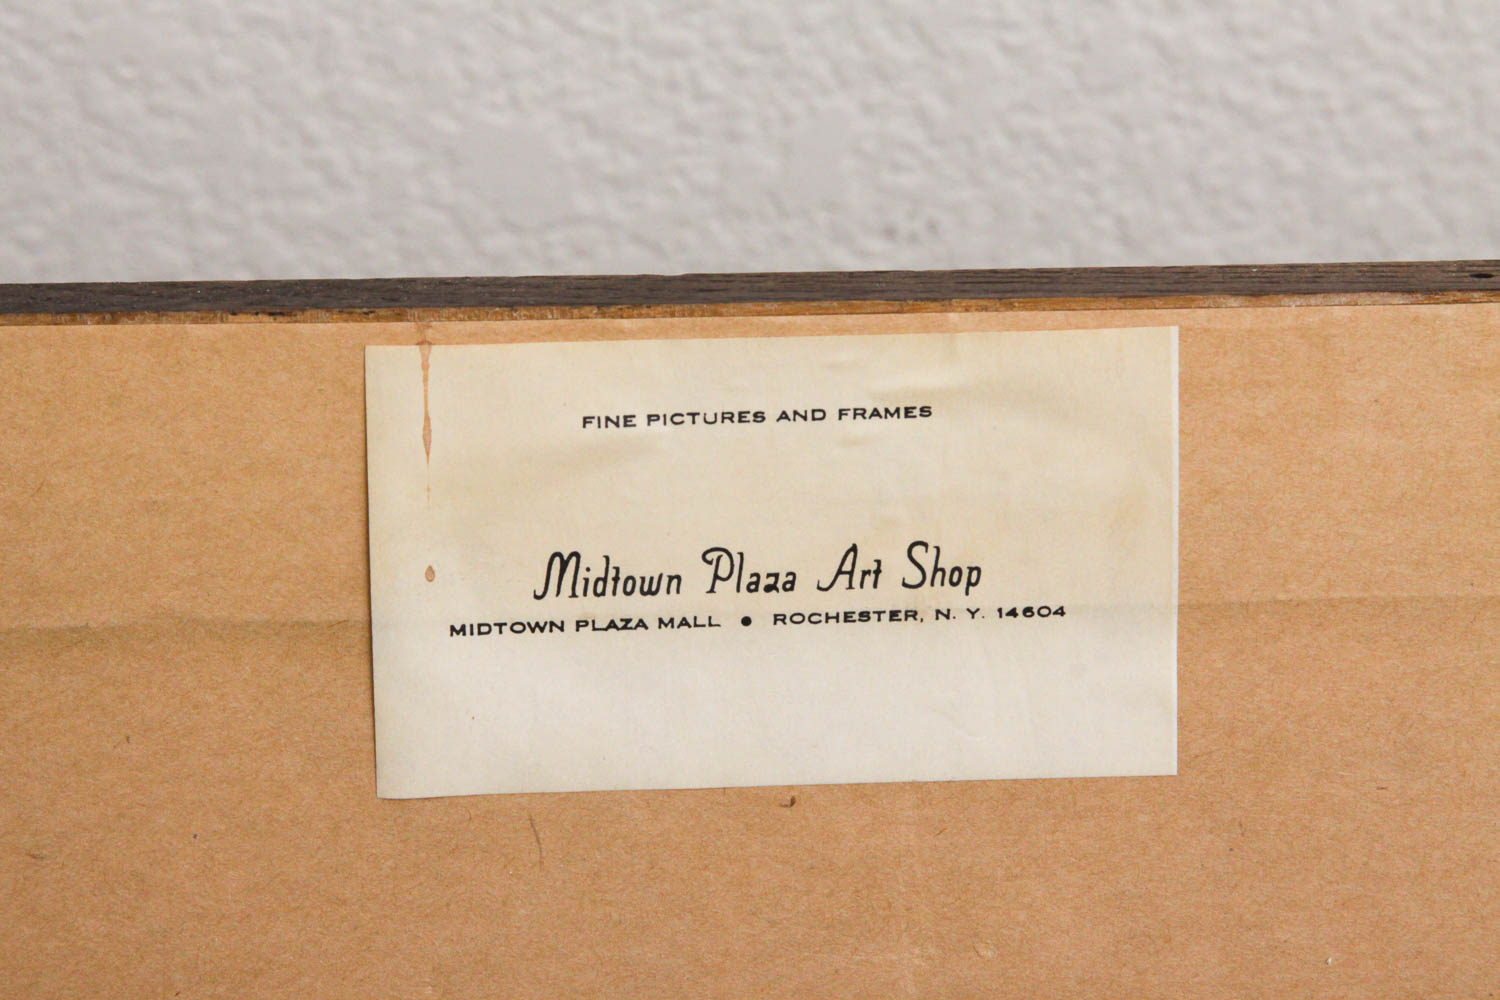 FINE PICTURES AND FRAMES
Midtown Plaza Art Shop
MIDTOWN PLAZA MALL ● ROCHESTER, N. Y. 14604